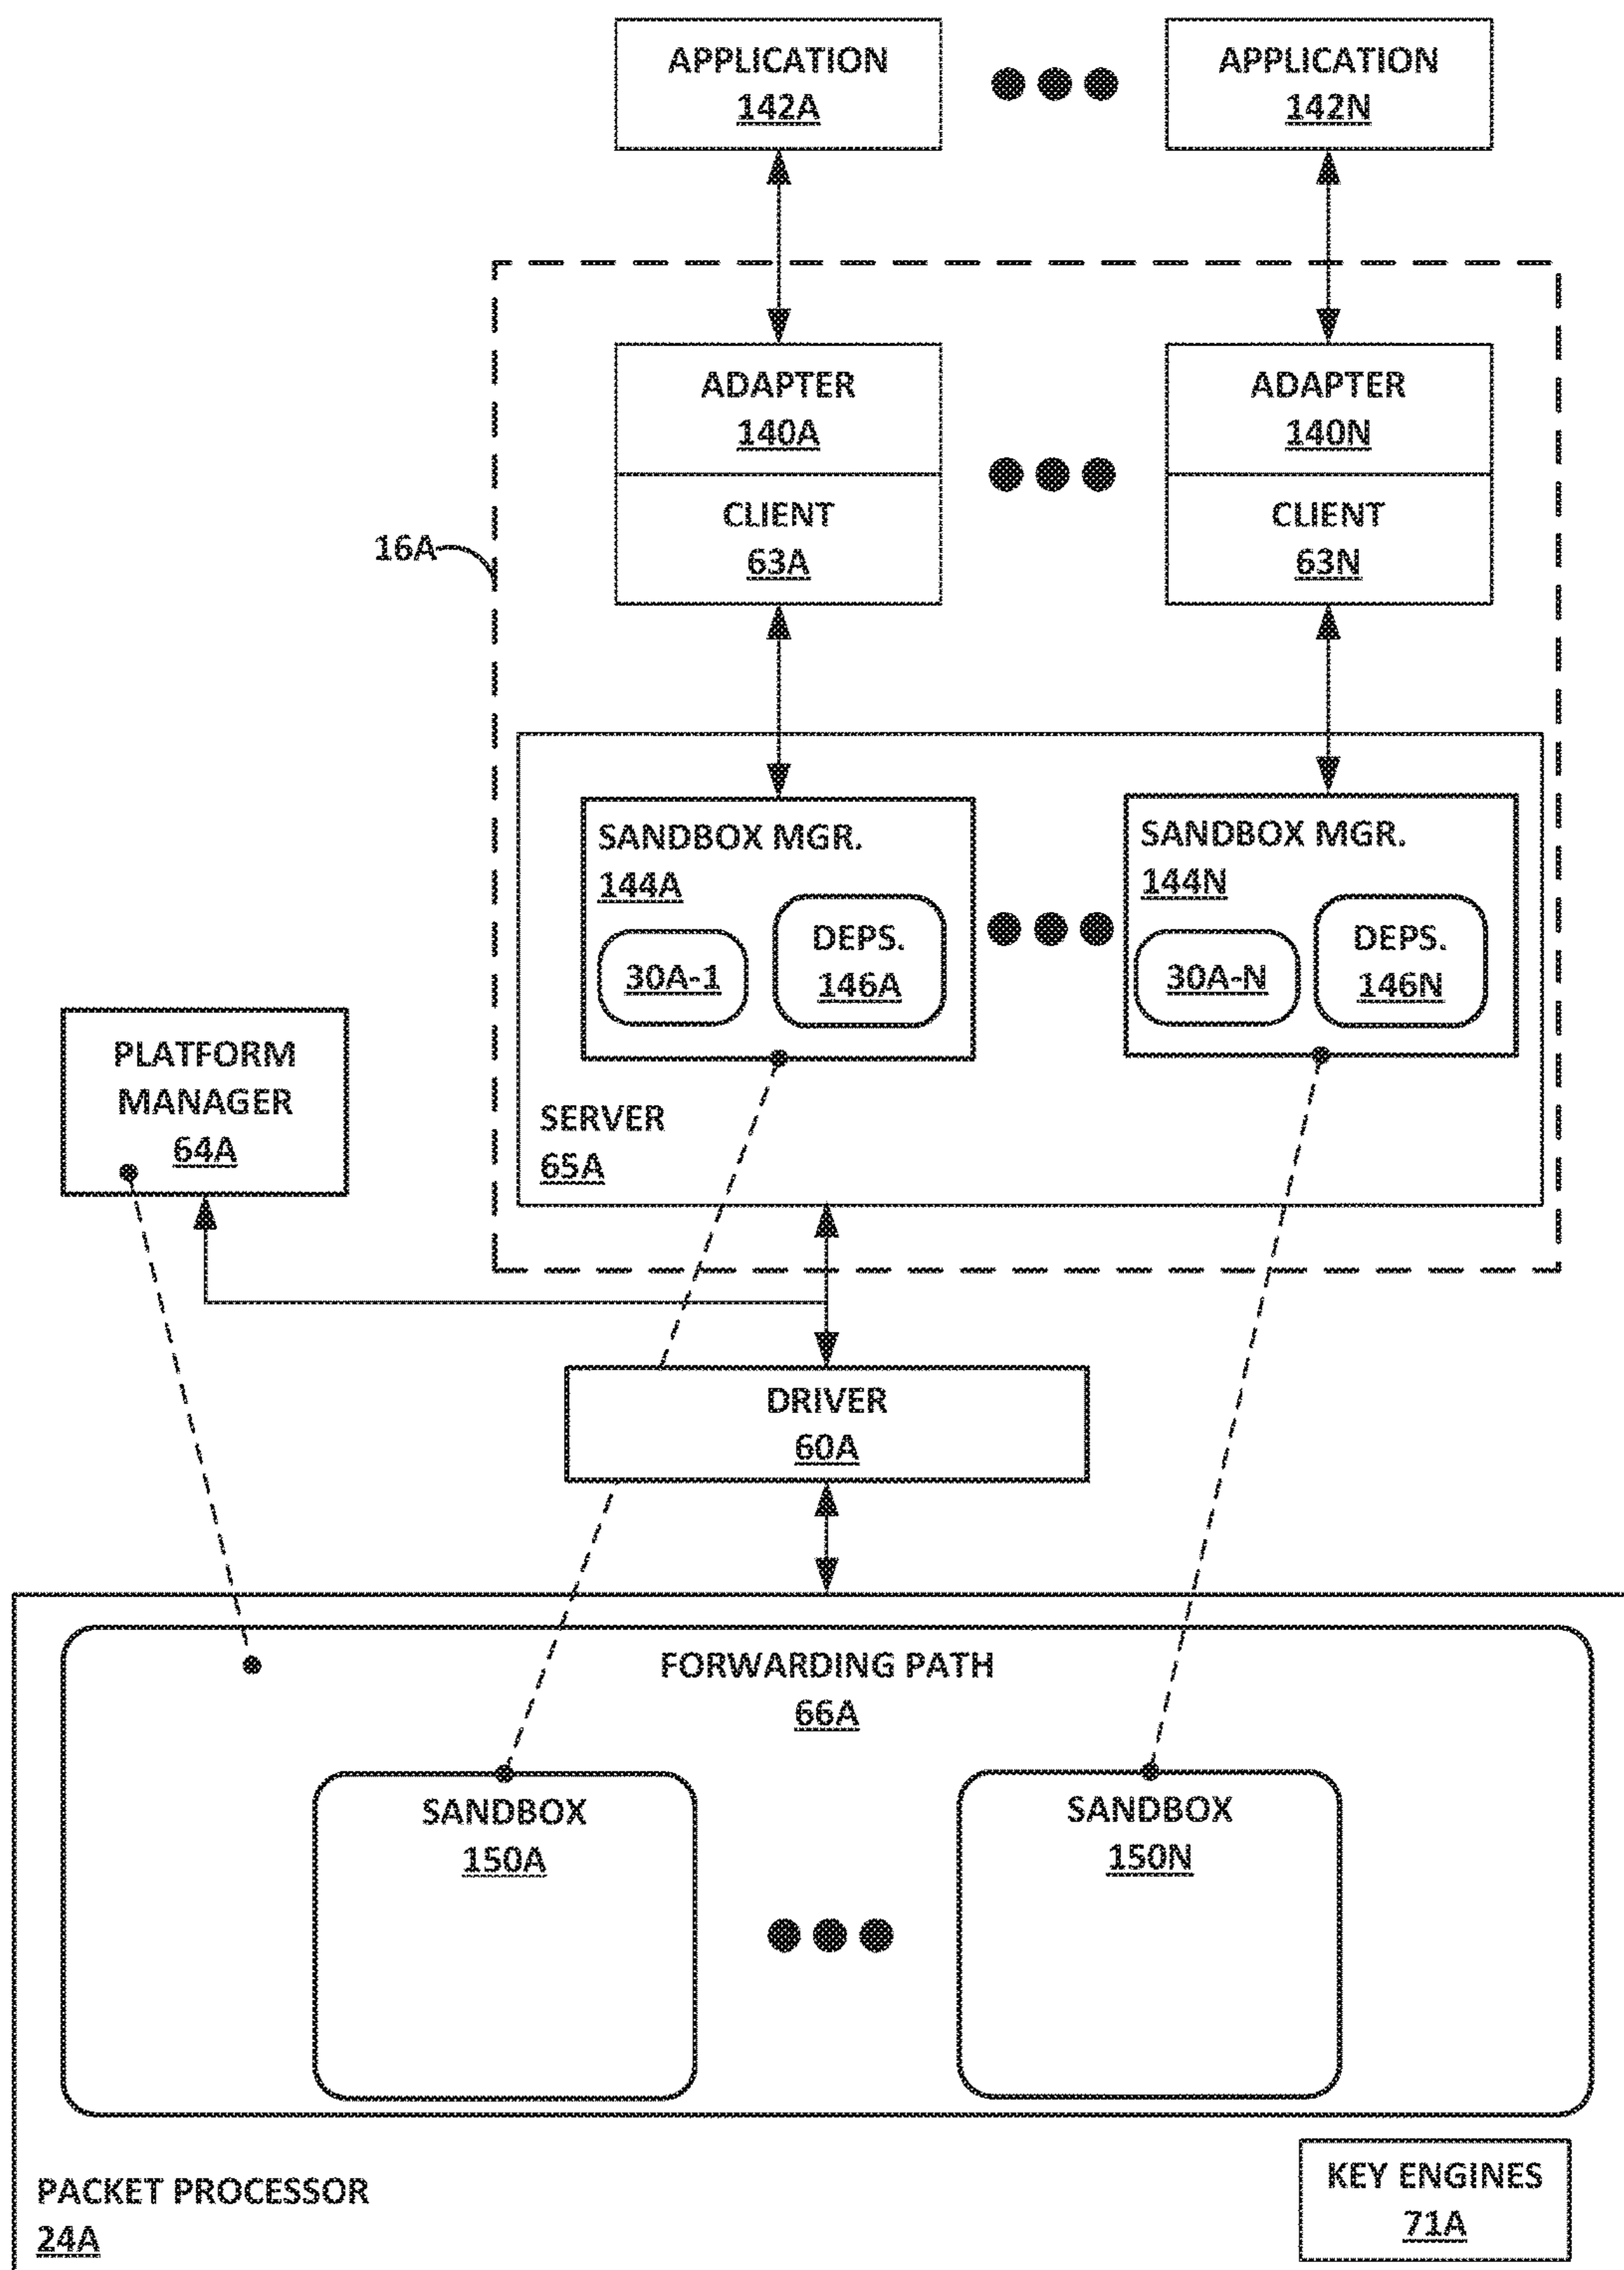 APPLICATION
142A
APPLICATION
142N
ADAPTER
140A
ADAPTER
140N
CLIENT
63A
CLIENT
63N
16A
SANDBOX MGR.
144A
SANDBOX MGR.
144N
30A-1
DEPS.
146A
30A-N
DEPS.
146N
PLATFORM
MANAGER
64A
SERVER
65A
DRIVER
60A
FORWARDING PATH
66A
SANDBOX
150A
SANDBOX
150N
PACKET PROCESSOR
24A
KEY ENGINES
71A